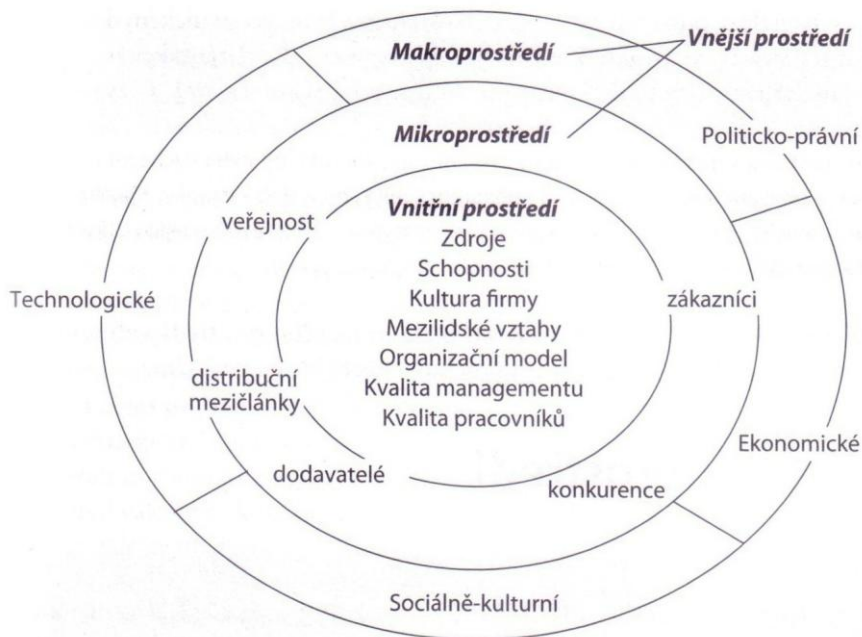 Makroprostředí
Vnější prostředí
Mikroprostředí
Politicko-právní
Vnitřní prostředí
veřejnost
Zdroje
Schopnosti
Technologické
Kultura firmy
zákazníci
Mezilidské vztahy
Organizační model
distribuční
mezičlánky
Kvalita managementu
Kvalita pracovníků
Ekonomické
dodavatelé
konkurence
Sociálně-kulturní